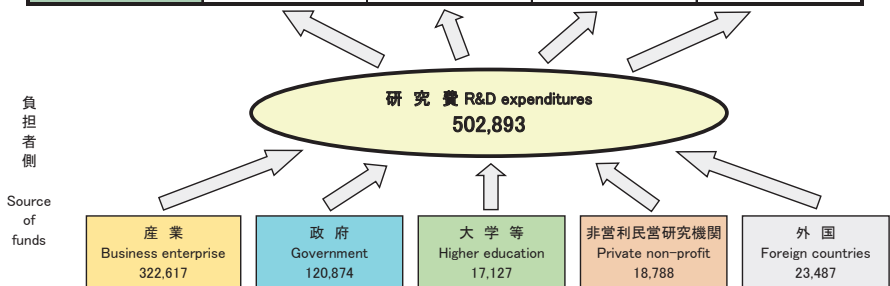 研究費 R&D expenditures
502,893
負担者側
Source
of
funds
産業
Business enterprise
322,617
政府
Government
120,874
大学等
Higher education
17,127
非営利民営研究機関
Private non-profit
18,788
外国
Foreign countries
23,487